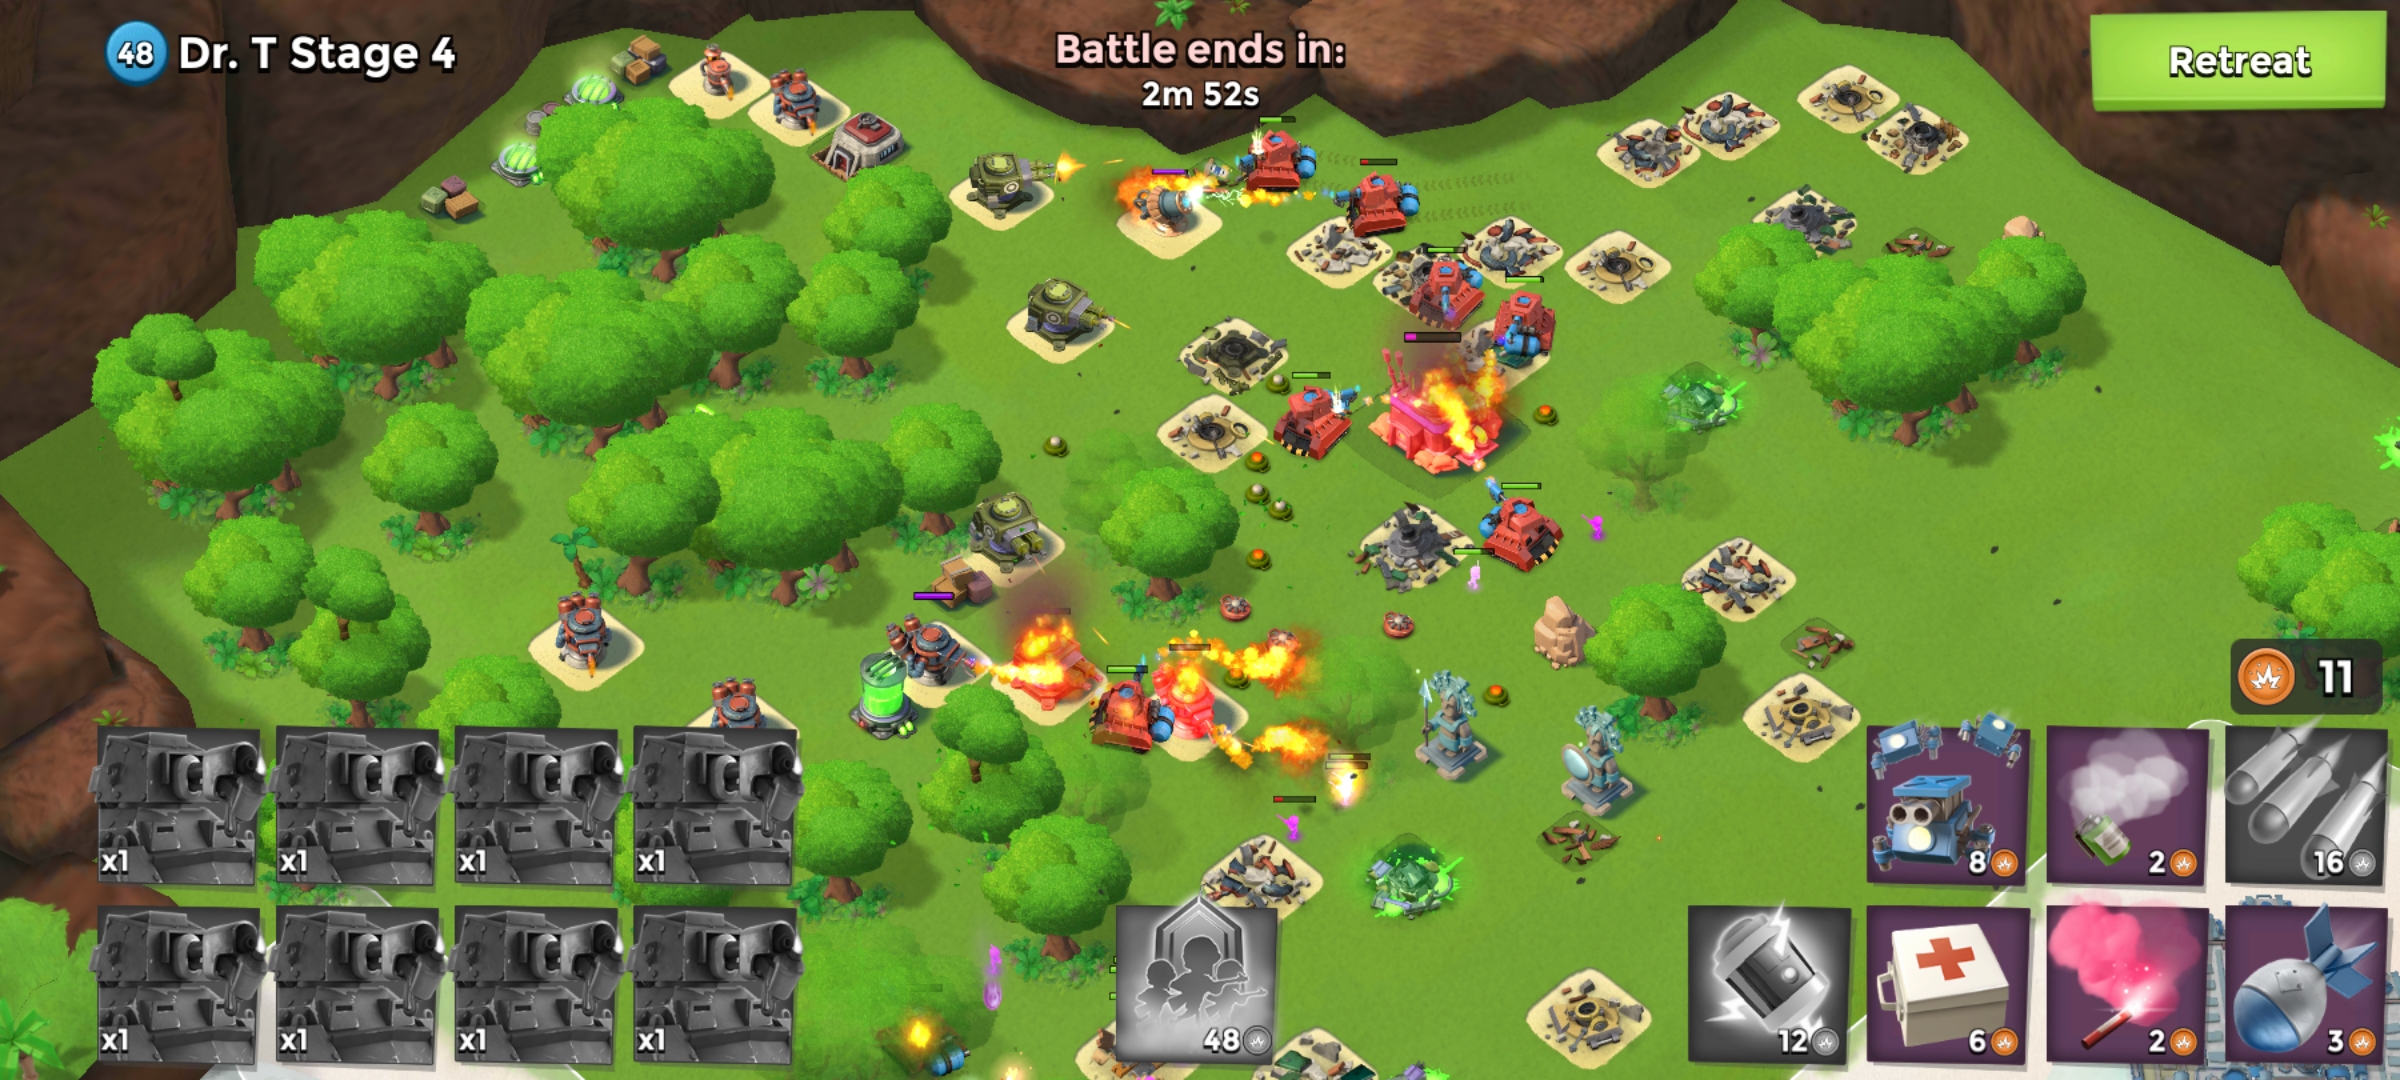 48 Dr. T Stage 4
Battle ends in:
2m 52s
Retreat
11
x1 x1 x1 x1
8 2 16
x1 x1 x1 x1
48 12 6 2 3